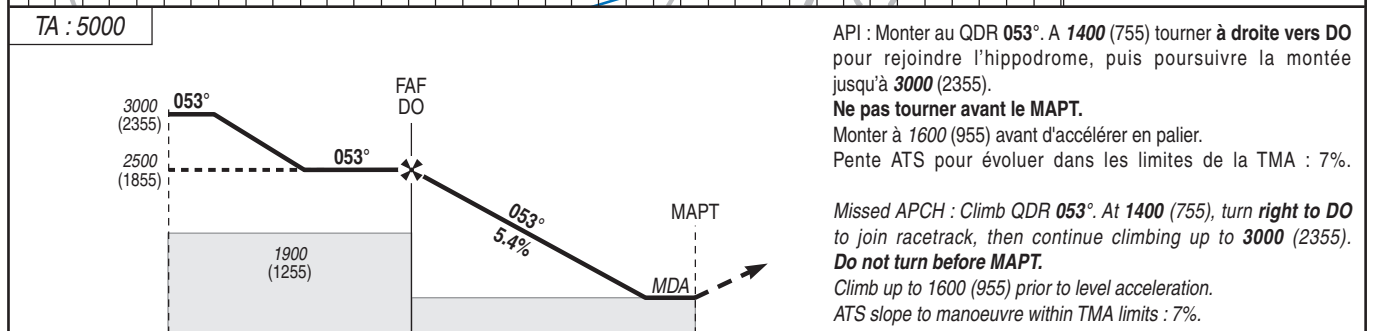 TA : 5000
3000
(2355)
053°
2500
(1855)
053°
FAF
DO
053°
5.4%
MAPT
1900
(1255)
MDA
API : Monter au QDR 053°. A 1400 (755) tourner à droite vers DO
pour rejoindre l'hippodrome, puis poursuivre la montée
jusqu'à 3000 (2355).
Ne pas tourner avant le MAPT.
Monter à 1600 (955) avant d'accélérer en palier.
Pente ATS pour évoluer dans les limites de la TMA : 7%.
Missed APCH : Climb QDR 053°. At 1400 (755), turn right to DO
to join racetrack, then continue climbing up to 3000 (2355).
Do not turn before MAPT.
Climb up to 1600 (955) prior to level acceleration.
ATS slope to manoeuvre within TMA limits : 7%.